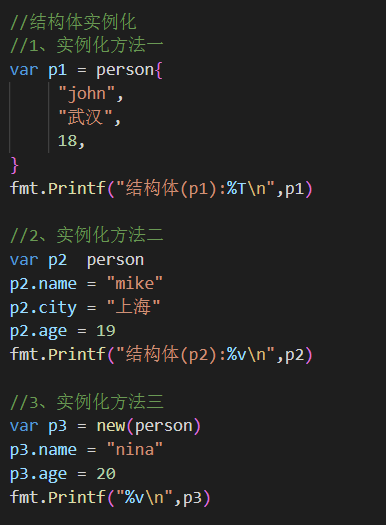 //结构体实例化
//1、实例化方法一
var p1 = person{
"john",
"武汉",
18,
}
fmt.Printf("结构体(p1):%T\n",p1)
//2、实例化方法二
var p2  person
p2.name = "mike"
p2.city = "上海"
p2.age = 19
fmt.Printf("结构体(p2):%v\n",p2)
//3、实例化方法三
var p3 = new(person)
p3.name = "nina"
p3.age = 20
fmt.Printf("%v\n",p3)